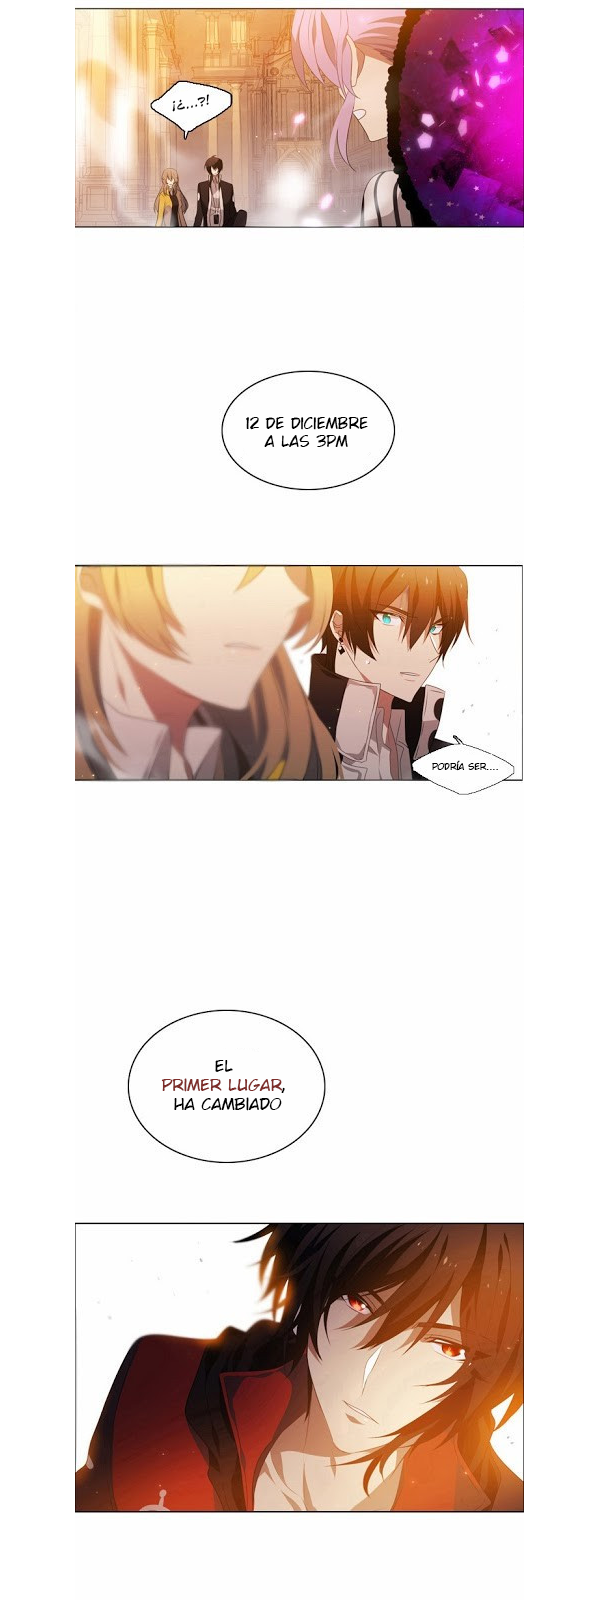 ¡¿...?!
12 DE DICIEMBRE
A LAS 3PM
PODRÍA SER....
EL
PRIMER LUGAR,
HA CAMBIADO